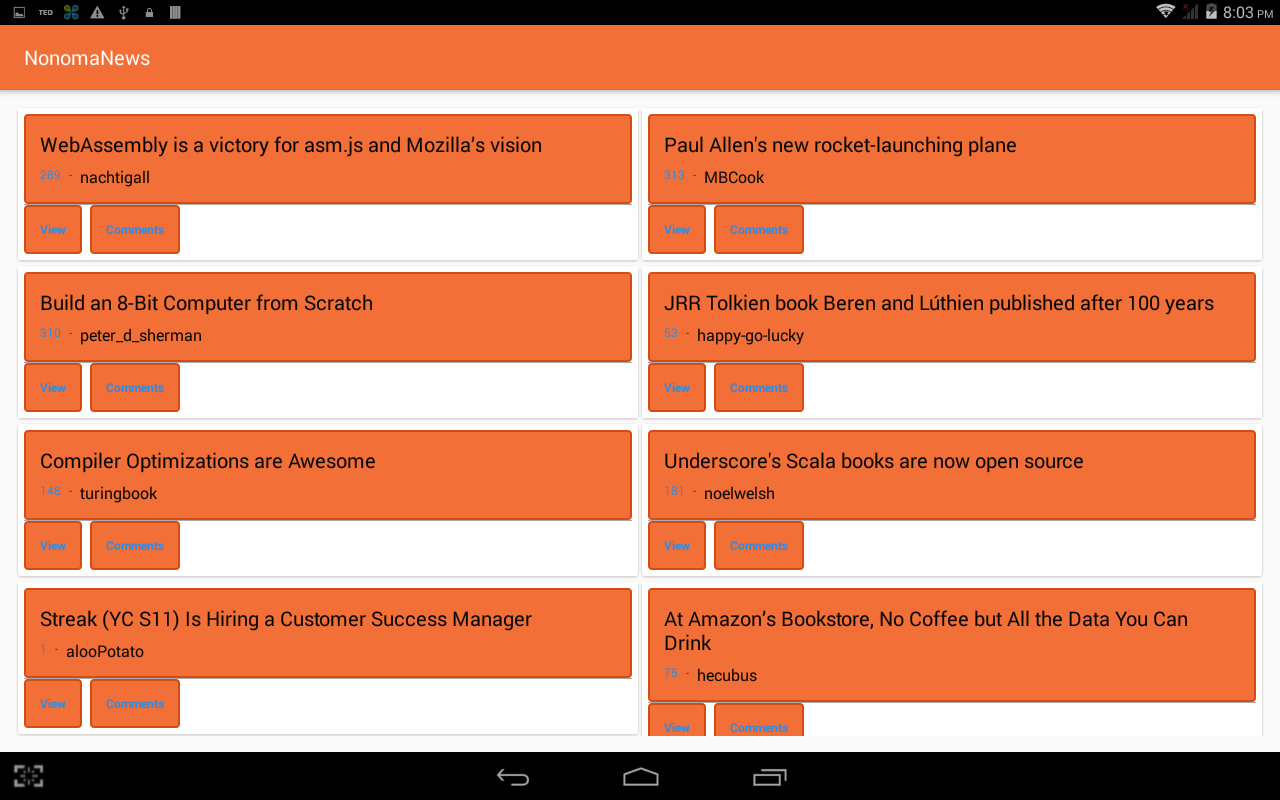 TED
8:03 PM
NonomaNews
WebAssembly is a victory for asm.js and Mozilla’s vision
289 - nachtigall
View Comments
Paul Allen's new rocket-launching plane
313 - MBCook
View Comments
Build an 8-Bit Computer from Scratch
310 - peter_d_sherman
View Comments
JRR Tolkien book Beren and Lúthien published after 100 years
53 - happy-go-lucky
View Comments
Compiler Optimizations are Awesome
148 - turingbook
View Comments
Underscore's Scala books are now open source
181 - noelwelsh
View Comments
Streak (YC S11) Is Hiring a Customer Success Manager
1 - alooPotato
View Comments
At Amazon’s Bookstore, No Coffee but All the Data You Can
Drink
75 - hecubus
View Comments